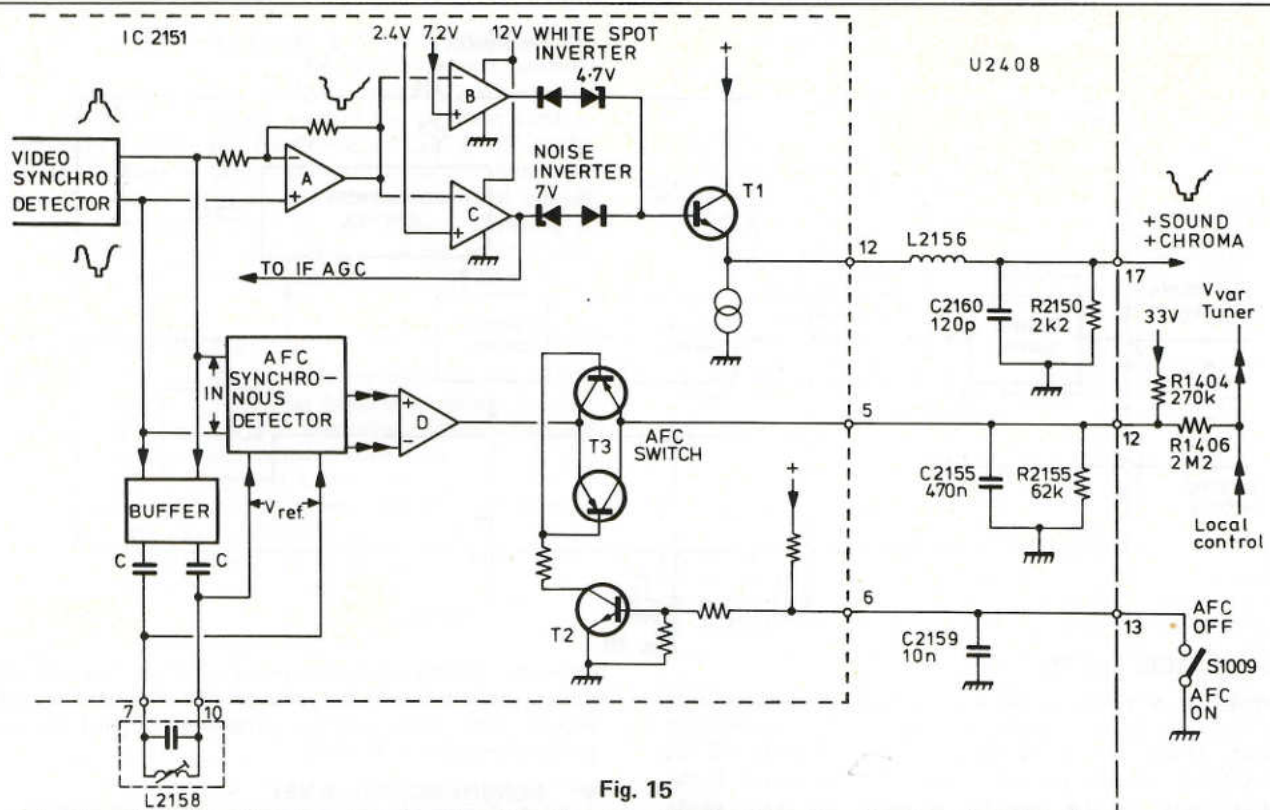 IC 2151
2.4V 7.2V 12V WHITE SPOT
INVERTER
4.7V
+
U2408
B
-
+
VIDEO
SYNCHRO
DETECTOR
-
A
+
NOISE
INVERTER
7V
-
C
+
T1
TO IF AGC
12
L2156
+SOUND
+CHROMA
17
C2160
120p
R2150
2k2
33V
Vvar
Tuner
IN
AFC
SYNCHRO-
NOUS
DETECTOR
+
D
-
T3
AFC
SWITCH
5
12
R1404
270k
R1406
2M2
C2155
470n
R2155
62k
BUFFER
Vref.
C
C
+
Local
control
T2
6
13
AFC
OFF
C2159
10n
S1009
AFC
ON
7
10
L2158
Fig. 15